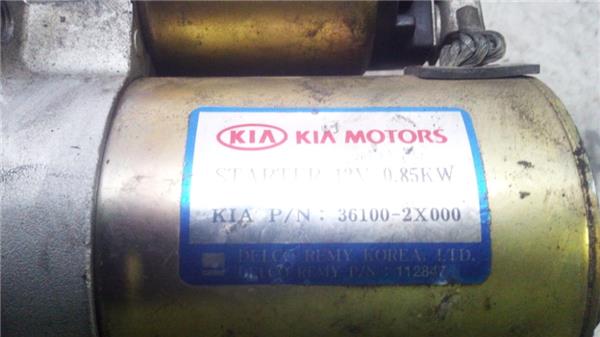 KIA KIA MOTORS
STARTER 12V 0.85KW
KIA P/N : 36100-2X000
DELCO REMY KOREA, LTD.
DELCO REMY P/N : 112847